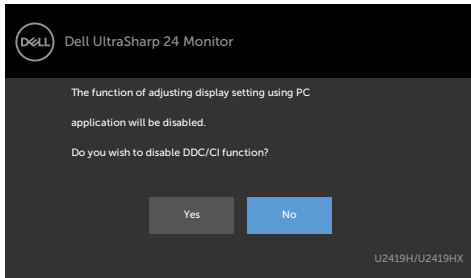 DELL
Dell UltraSharp 24 Monitor
The function of adjusting display setting using PC
application will be disabled.
Do you wish to disable DDC/CI function?
Yes No
U2419H/U2419HX